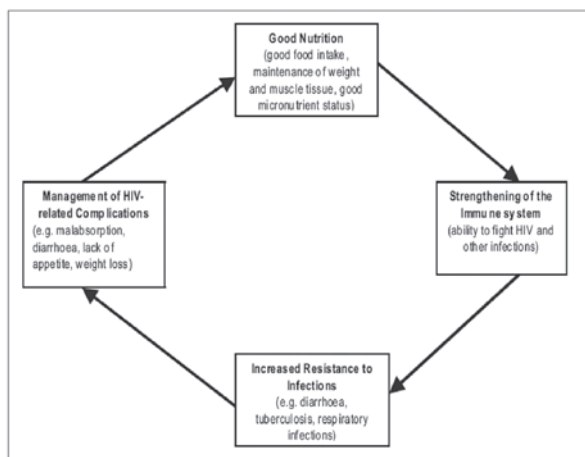 Good Nutrition
(good food intake,
maintenance of weight
and muscle tissue, good
micronutrient status)
Strengthening of the
Immune system
(ability to fight HIV and
other infections)
Increased Resistance to
Infections
(e.g. diarrhoea,
tuberculosis, respiratory
infections)
Management of HIV-
related Complications
(e.g. malabsorption,
diarrhoea, lack of
appetite, weight loss)